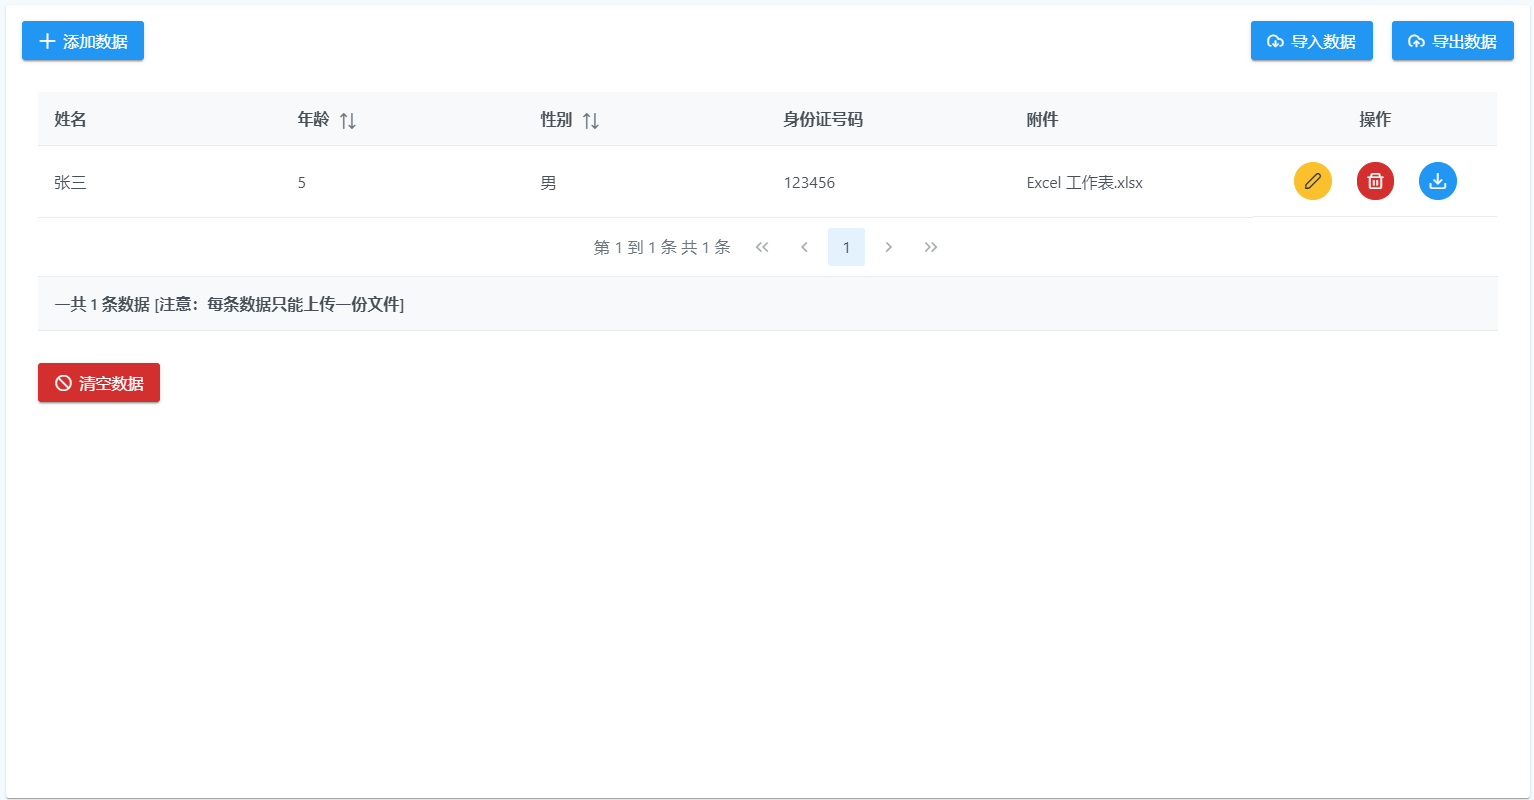 添加数据 导入数据 导出数据
姓名 年龄 性别 身份证号码 附件 操作
张三 5 男 123456 Excel 工作表.xlsx
第 1 到 1 条 共 1 条 1
一共 1 条数据 [注意：每条数据只能上传一份文件]
清空数据